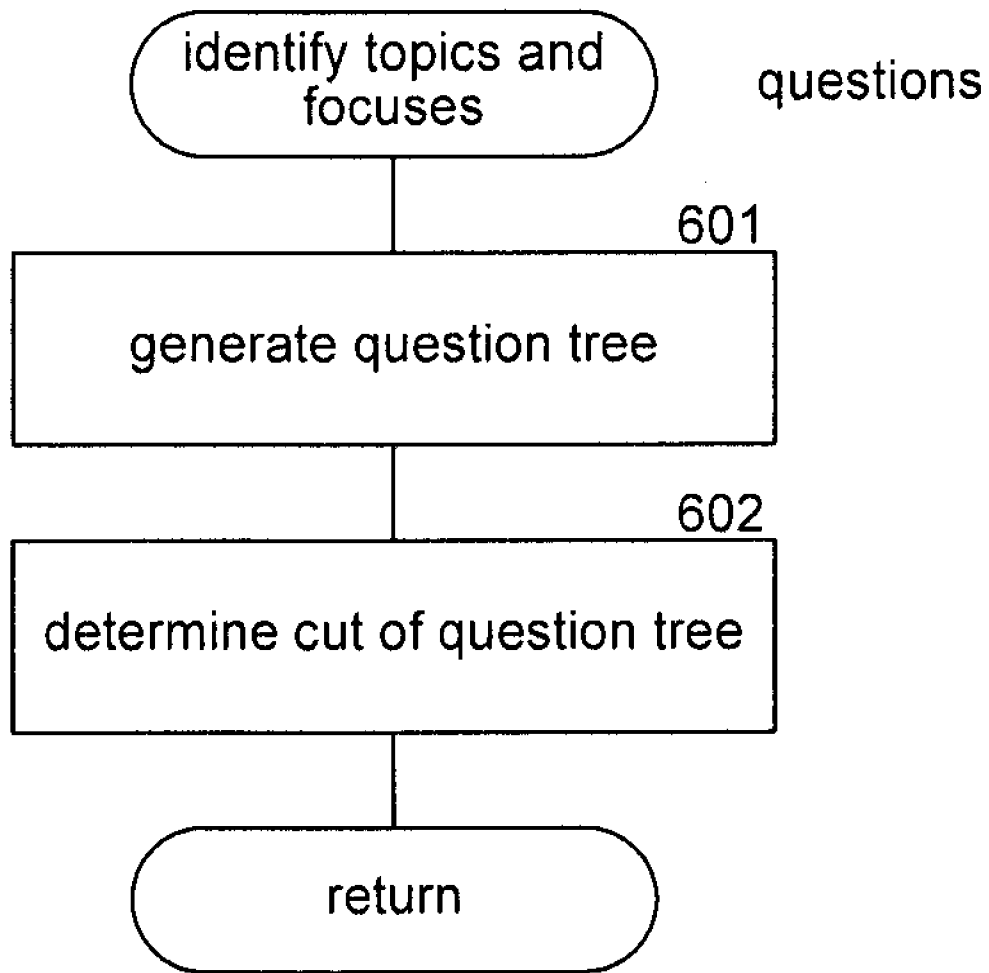 identify topics and
focuses
questions
601
generate question tree
602
determine cut of question tree
return